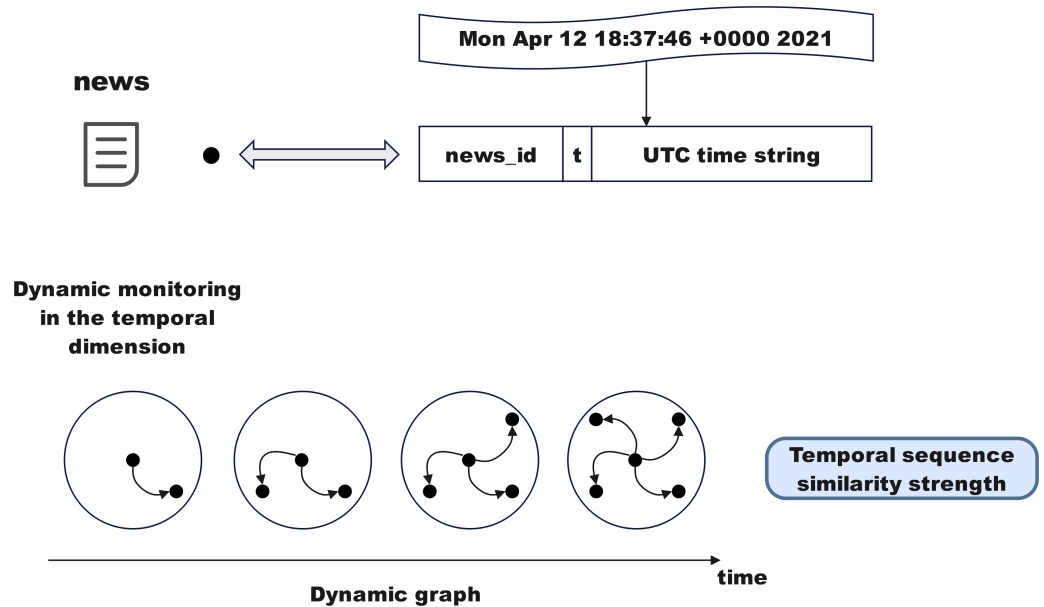 Mon Apr 12 18:37:46 +0000 2021
news
news_id t UTC time string
Dynamic monitoring
in the temporal
dimension
Temporal sequence
similarity strength
time
Dynamic graph